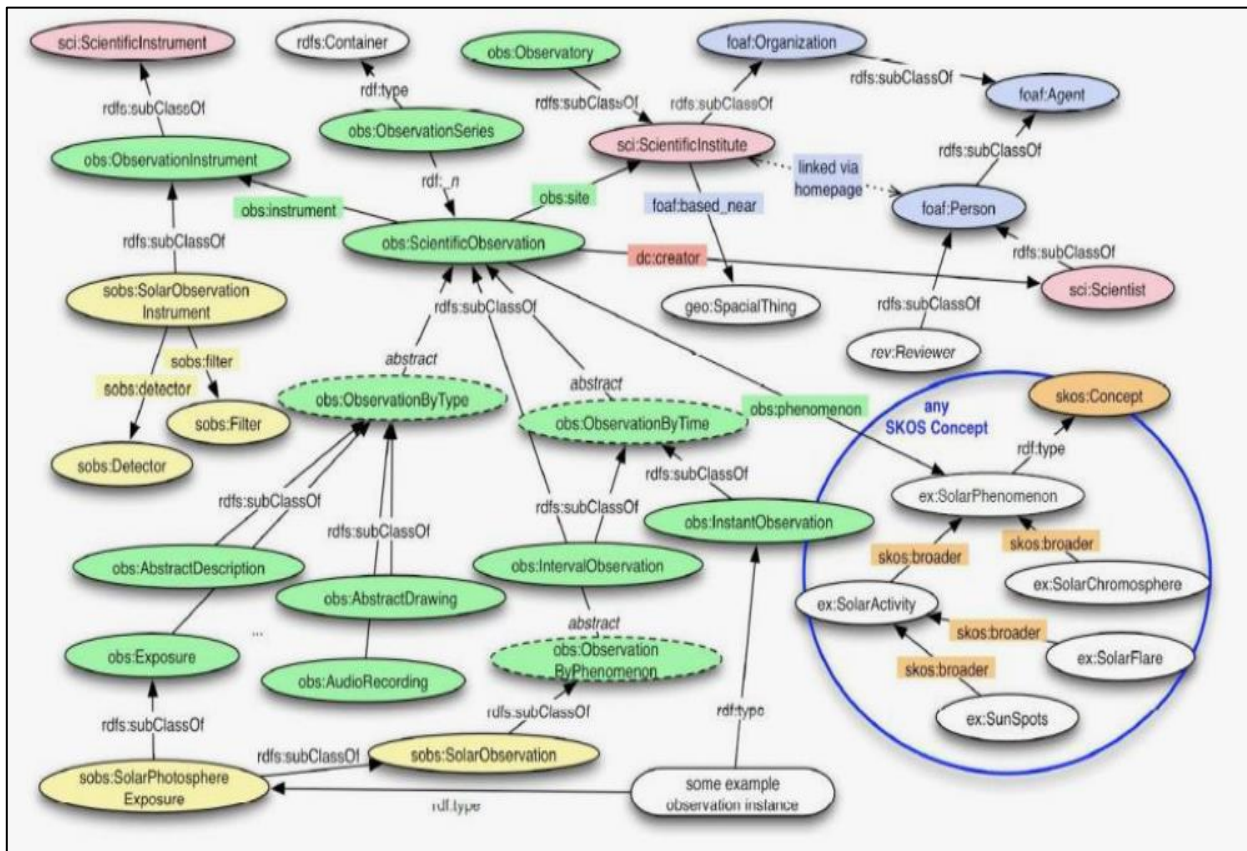 sci:ScientificInstrument
rdfs:Container
obs:Observatory
foaf:Organization
rdfs:subClassOf
foaf:Agent
rdfs:subClassOf
rdf:type
rdfs:subClassOf
rdfs:subClassOf
obs:ObservationInstrument
obs:ObservationSeries
sci:ScientificInstitute
rdfs:subClassOf
linked via
homepage
rdf:_n
obs:instrument
obs:site
foaf:based_near
foaf:Person
rdfs:subClassOf
obs:ScientificObservation
dc:creator
rdfs:subClassOf
sci:Scientist
sobs:SolarObservation
Instrument
rdfs:subClassOf
geo:SpacialThing
rdfs:subClassOf
rev:Reviewer
sobs:filter
sobs:detector
abstract
abstract
obs:ObservationByType
obs:ObservationByTime
obs:phenomenon
any
SKOS Concept
skos:Concept
sobs:Filter
sobs:Detector
rdf:type
rdfs:subClassOf
rdfs:subClassOf
ex:SolarPhenomenon
rdfs:subClassOf
rdfs:subClassOf
obs:InstantObservation
skos:broader
skos:broader
obs:AbstractDescription
obs:IntervalObservation
obs:AbstractDrawing
ex:SolarChromosphere
ex:SolarActivity
...
abstract
skos:broader
obs:Exposure
obs:Observation
ByPhenomenon
ex:SolarFlare
skos:broader
obs:AudioRecording
ex:SunSpots
rdfs:subClassOf
rdfs:subClassOf
rdf:type
rdfs:subClassOf
sobs:SolarObservation
sobs:SolarPhotosphere
Exposure
some example
observation instance
rdf:type